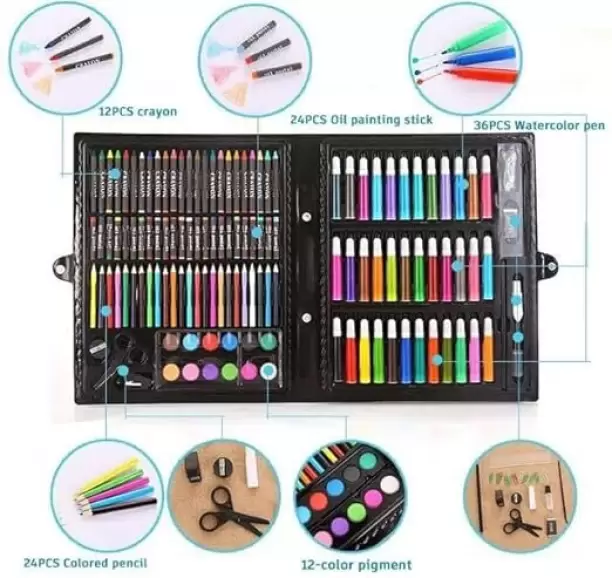 12PCS crayon
24PCS Oil painting stick
36PCS Watercolor pen
24PCS Colored pencil
12-color pigment